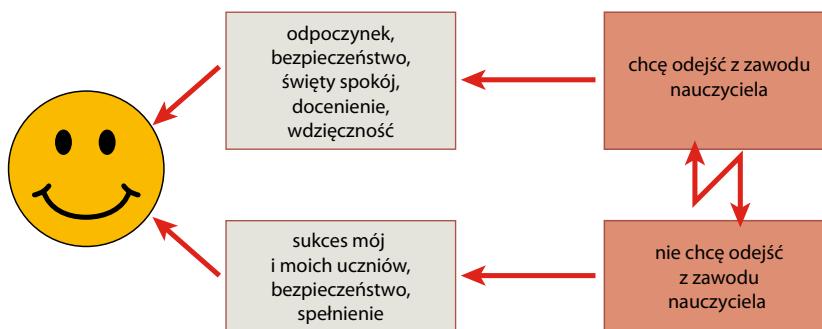 odpoczynek,
bezpieczeństwo,
święty spokój,
docenienie,
wdzięczność
chcę odejść z zawodu
nauczyciela
sukces mój
i moich uczniów,
bezpieczeństwo,
spełnienie
nie chcę odejść
z zawodu
nauczyciela